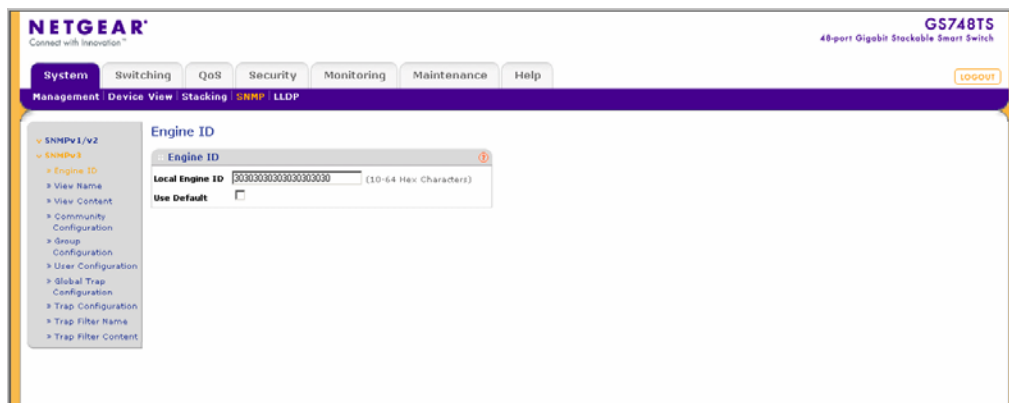 NETGEAR
Connect with Innovation™
GS748TS
48-port Gigabit Stackable Smart Switch
System Switching QoS Security Monitoring Maintenance Help
LOGOUT
Management Device View Stacking SNMP LLDP
SNMPv1/v2
SNMPv3
» Engine ID
» View Name
» View Content
» Community
Configuration
» Group
Configuration
» User Configuration
» Global Trap
Configuration
» Trap Configuration
» Trap Filter Name
» Trap Filter Content
Engine ID
Engine ID
Local Engine ID 30303030303030303030 (10-64 Hex Characters)
Use Default